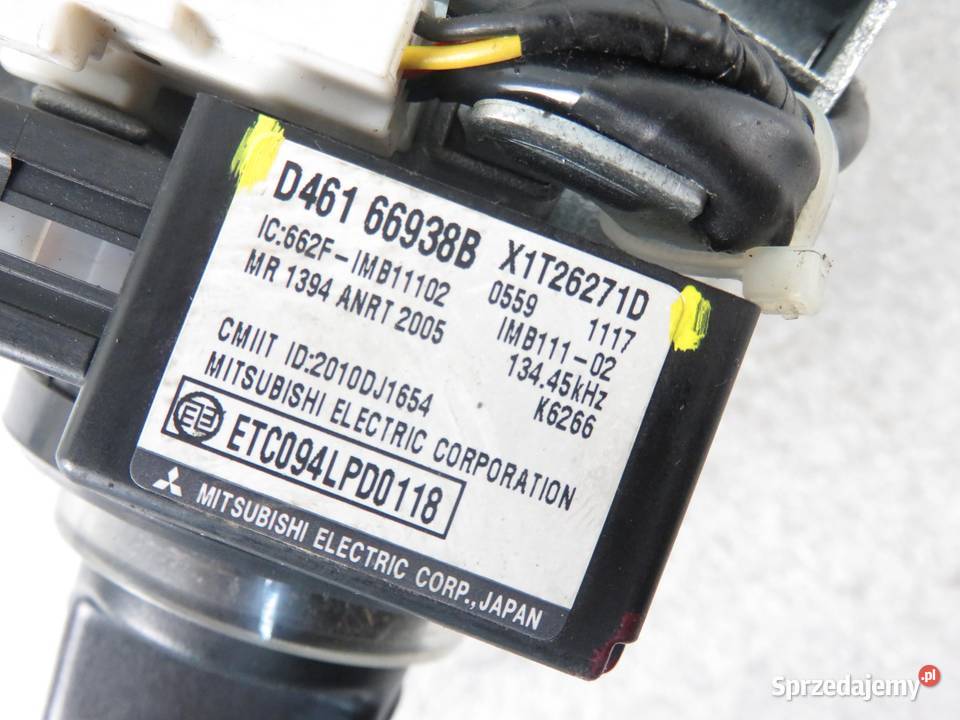 D461 66938B X1T26271D
IC:662F-IMB11102 0559 1117
MR 1394 ANRT 2005 IMB111-02
134.45kHz
CMIIT ID:2010DJ1654 K6266
MITSUBISHI ELECTRIC CORPORATION
ETC094LPD0118
MITSUBISHI ELECTRIC CORP., JAPAN
Sprzedajemy.pl